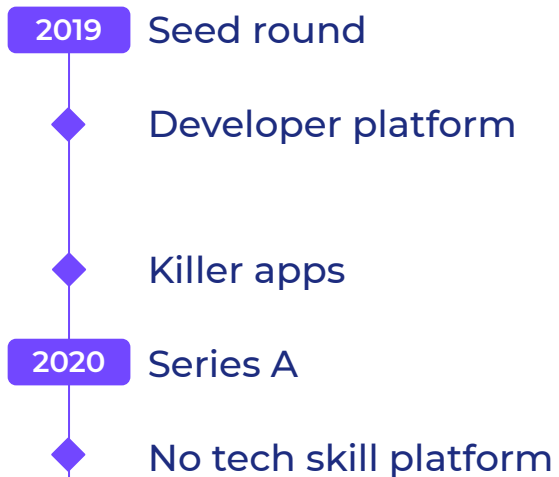 2019 Seed round
Developer platform
Killer apps
2020 Series A
No tech skill platform